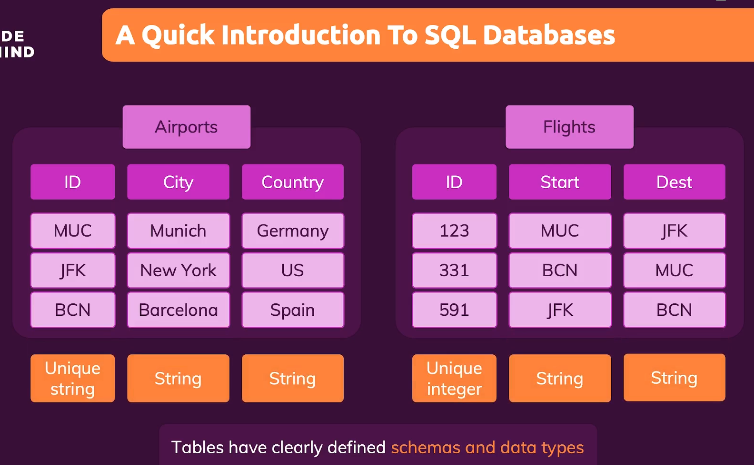 A Quick Introduction To SQL Databases
DE
Airports
Flights
ID City Country
ID Start Dest
MUC Munich Germany
123 MUC JFK
JFK New York US
331 BCN MUC
BCN Barcelona Spain
591 JFK BCN
Unique string
String
String
Unique integer
String
String
Tables have clearly defined schemas and data types